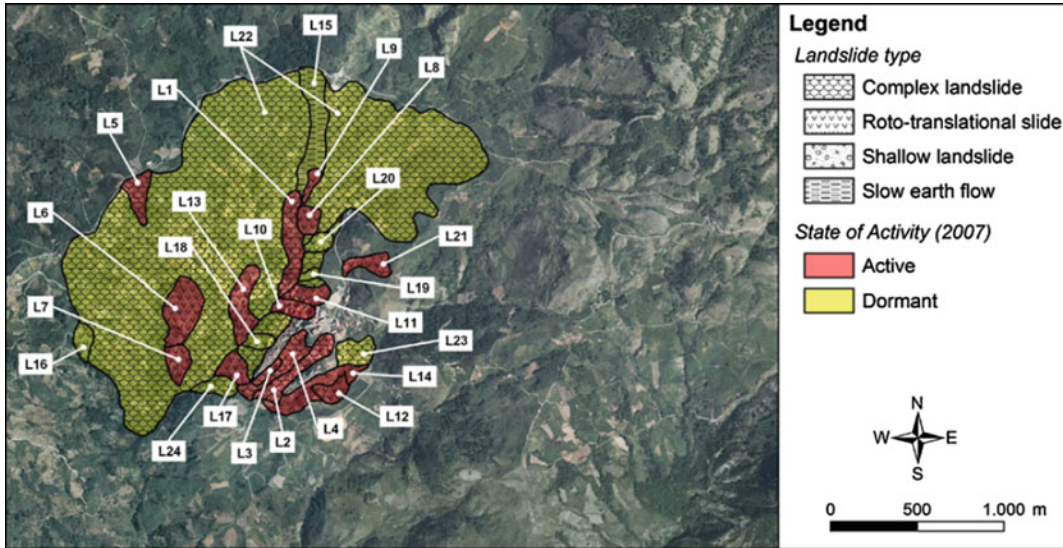 L15
L22
L9
L8
L1
L5
L20
L13
L6
L10
L21
L18
L19
L7
L11
L23
L16
L14
L17
L12
L24
L3
L2
L4
Legend
Landslide type
Complex landslide
Roto-translational slide
Shallow landslide
Slow earth flow
State of Activity (2007)
Active
Dormant
N
W E
S
0 500 1.000 m